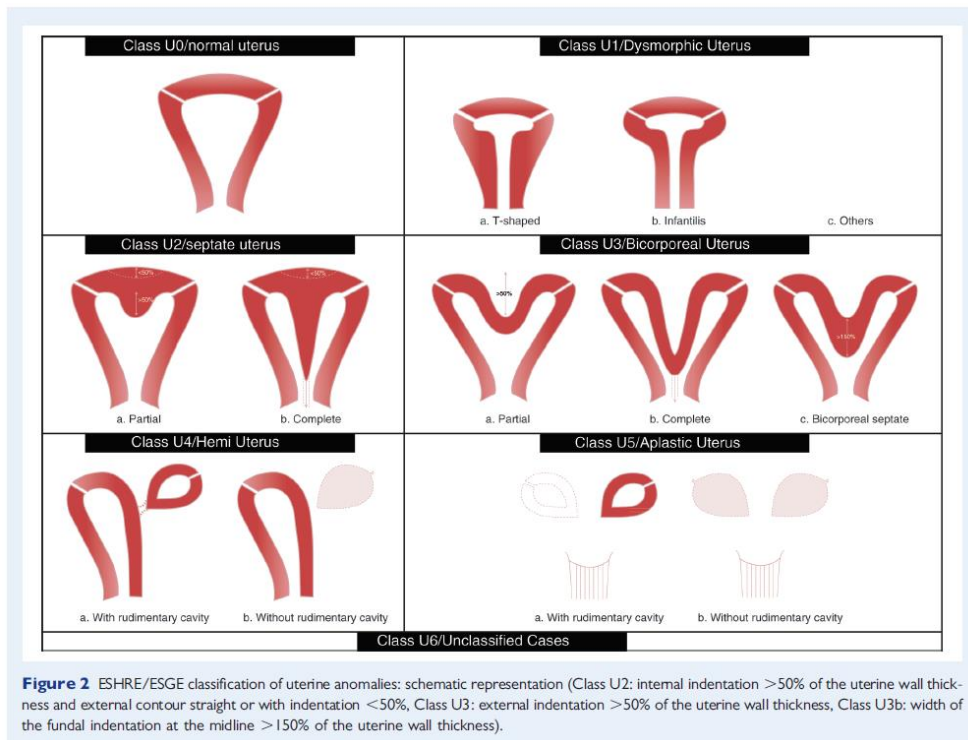 Class U0/normal uterus
Class U1/Dysmorphic Uterus
a. T-shaped
b. Infantilis
c. Others
Class U2/septate uterus
<50%
>50%
<50%
a. Partial
b. Complete
Class U3/Bicorporeal Uterus
>50%
>150%
a. Partial
b. Complete
c. Bicorporeal septate
Class U4/Hemi Uterus
a. With rudimentary cavity
b. Without rudimentary cavity
Class U5/Aplastic Uterus
a. With rudimentary cavity
b. Without rudimentary cavity
Class U6/Unclassified Cases
Figure 2 ESHRE/ESGE classification of uterine anomalies: schematic representation (Class U2: internal indentation >50% of the uterine wall thick-
ness and external contour straight or with indentation <50%, Class U3: external indentation >50% of the uterine wall thickness, Class U3b: width of
the fundal indentation at the midline >150% of the uterine wall thickness).